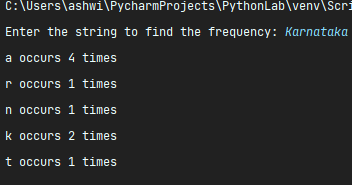 C:\Users\ashwi\PycharmProjects\PythonLab\venv\Scri
Enter the string to find the frequency: Karnataka
a occurs 4 times
r occurs 1 times
n occurs 1 times
k occurs 2 times
t occurs 1 times